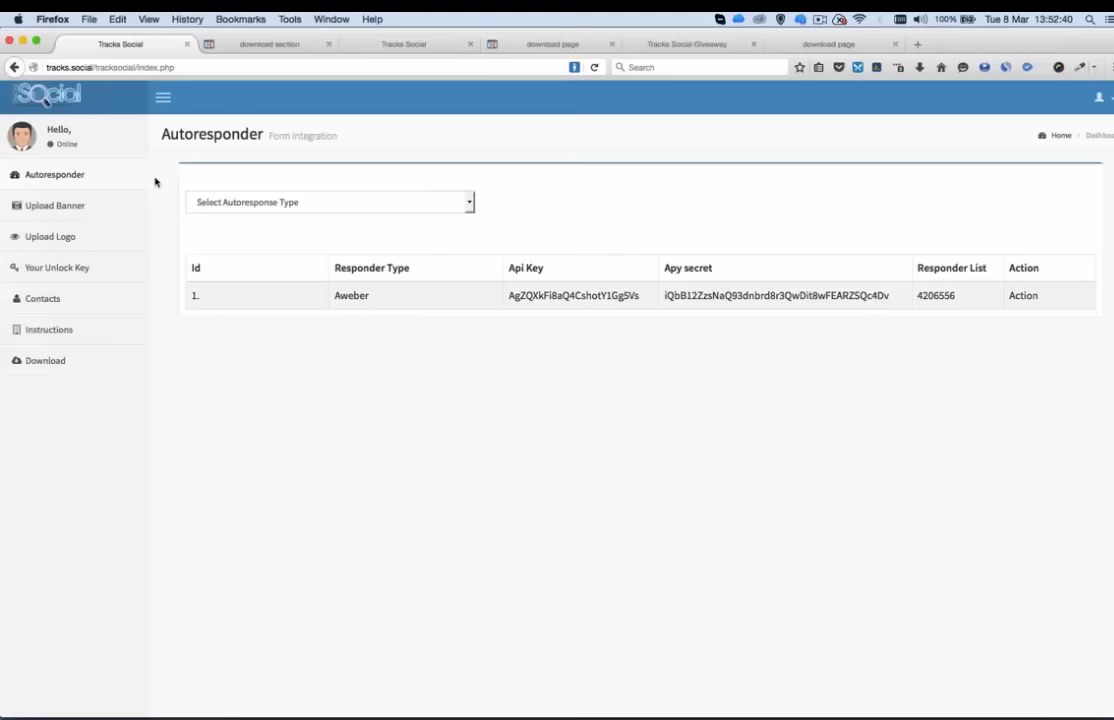 Firefox File Edit View History Bookmarks Tools Window Help 100% Tue 8 Mar 13:52:40
Tracks Social download section Tracks Social download page Tracks Social Giveaway download page
tracks.social/tracksocial/index.php Search
SOcial
Hello,
Online
Autoresponder Form Integration Home Dashboa
Autoresponder
Upload Banner
Upload Logo
Your Unlock Key
Contacts
Instructions
Download
Select Autoresponse Type
Id Responder Type Api Key Apy secret Responder List Action
1. Aweber AgZQXkFi8aQ4CshotY1Gg5Vs iQbB12ZzsNaQ93dnbrd8r3QwDit8wFEARZSQc4Dv 4206556 Action